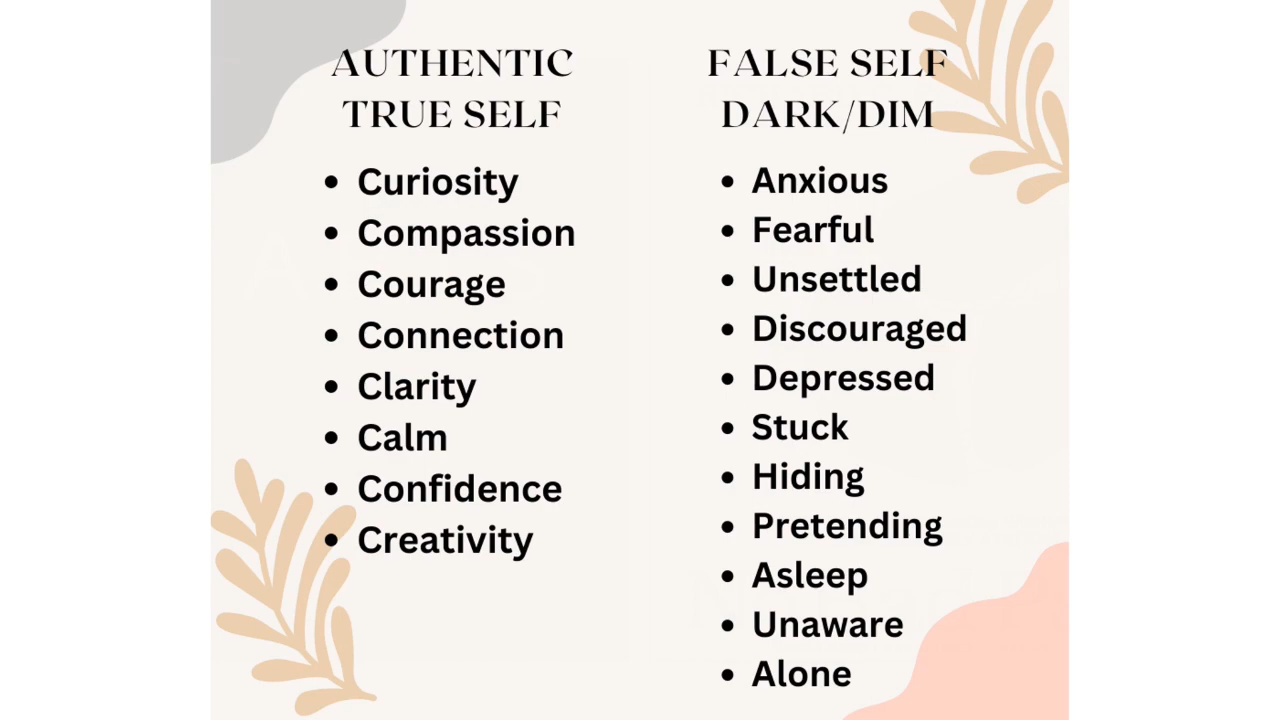 AUTHENTIC
TRUE SELF
• Curiosity
• Compassion
• Courage
• Connection
• Clarity
• Calm
• Confidence
• Creativity
FALSE SELF
DARK/DIM
• Anxious
• Fearful
• Unsettled
• Discouraged
• Depressed
• Stuck
• Hiding
• Pretending
• Asleep
• Unaware
• Alone